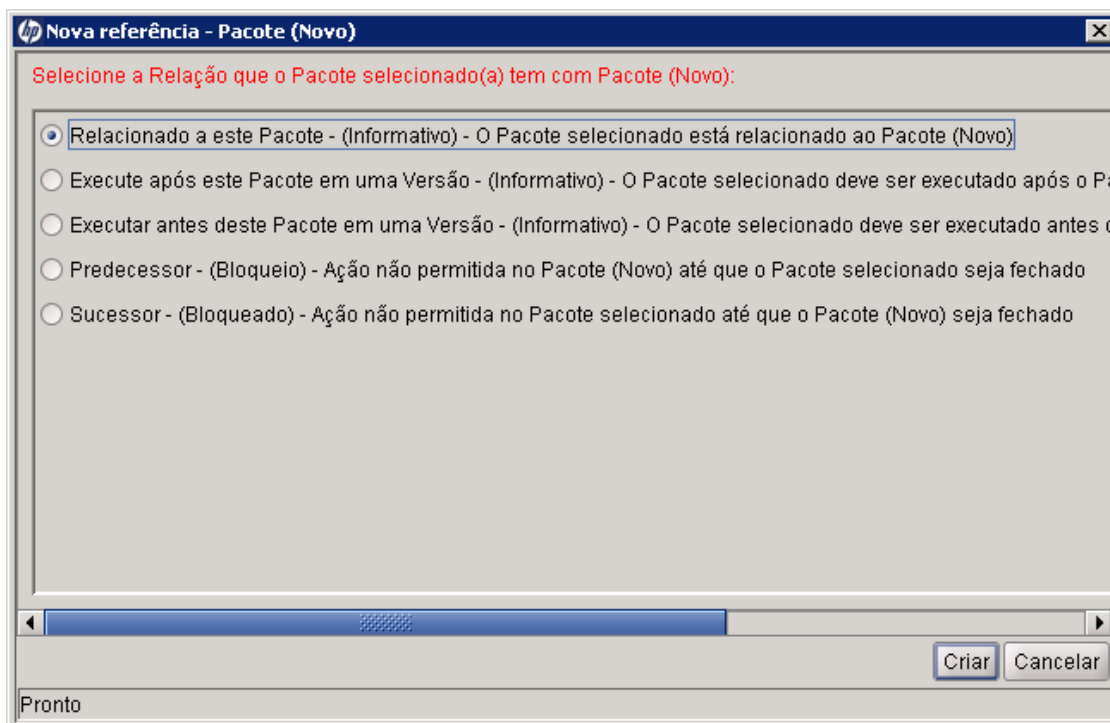 hp Nova referência - Pacote (Novo)
Selecione a Relação que o Pacote selecionado(a) tem com Pacote (Novo):
Relacionado a este Pacote - (Informativo) - O Pacote selecionado está relacionado ao Pacote (Novo)
Execute após este Pacote em uma Versão - (Informativo) - O Pacote selecionado deve ser executado após o
Executar antes deste Pacote em uma Versão - (Informativo) - O Pacote selecionado deve ser executado antes
Predecessor - (Bloqueio) - Ação não permitida no Pacote (Novo) até que o Pacote selecionado seja fechado
Sucessor - (Bloqueado) - Ação não permitida no Pacote selecionado até que o Pacote (Novo) seja fechado
Criar Cancelar
Pronto